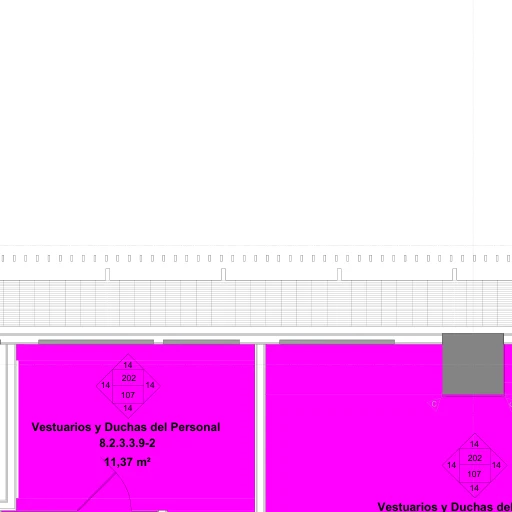 14
202
14 14
107
14
Vestuarios y Duchas del Personal
8.2.3.3.9-2
11,37 m²
C
14
202
14 14
107
14
Vestuarios y Duchas del